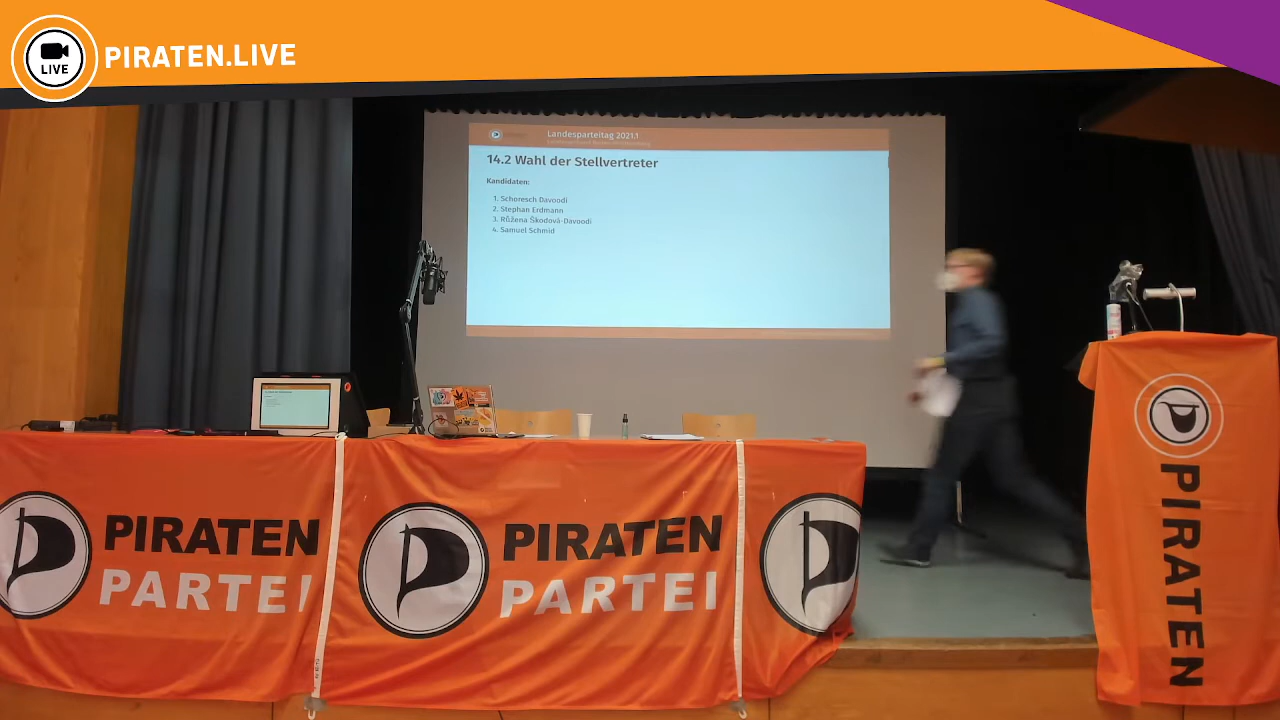 LIVE
PIRATEN.LIVE
Landesparteitag 2021.1
14.2 Wahl der Stellvertreter
Kandidaten:
1. Schoresch Davoodi
2. Stephan Erdmann
3. Růžena Škodová-Davoodi
4. Samuel Schmid
PIRATEN
PARTEI
PIRATEN
PARTEI
PIRATEN